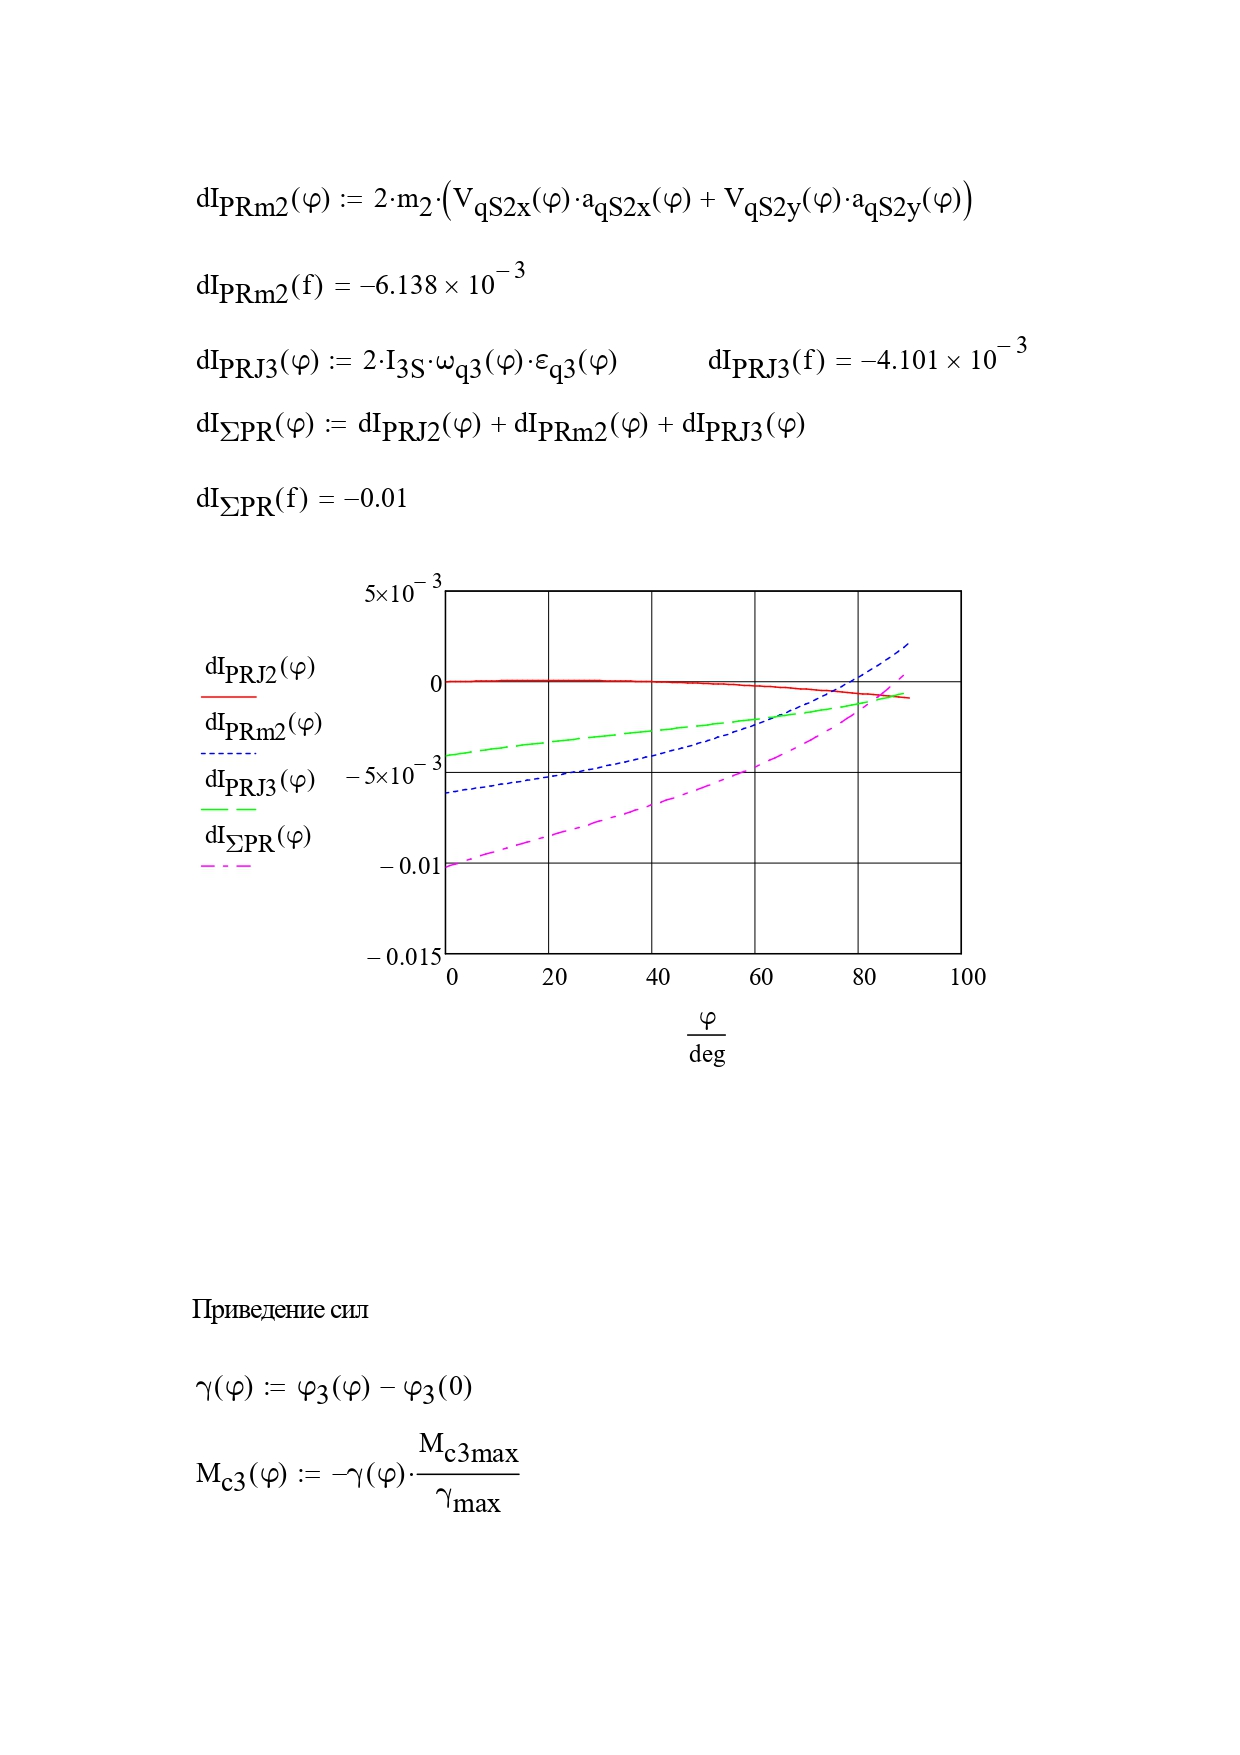 dI_PRm2(φ) := 2·m_2·(V_qS2x(φ)·a_qS2x(φ) + V_qS2y(φ)·a_qS2y(φ))
dI_PRm2(f) = −6.138 × 10^−3
dI_PRJ3(φ) := 2·I_3S·ω_q3(φ)·ε_q3(φ) dI_PRJ3(f) = −4.101 × 10^−3
dI_ΣPR(φ) := dI_PRJ2(φ) + dI_PRm2(φ) + dI_PRJ3(φ)
dI_ΣPR(f) = −0.01
5×10^−3
0
−5×10^−3
−0.01
−0.015
dI_PRJ2(φ)
dI_PRm2(φ)
dI_PRJ3(φ)
dI_ΣPR(φ)
0 20 40 60 80 100
φ
deg
Приведение сил
γ(φ) := φ_3(φ) − φ_3(0)
M_c3(φ) := −γ(φ)·M_c3max / γ_max